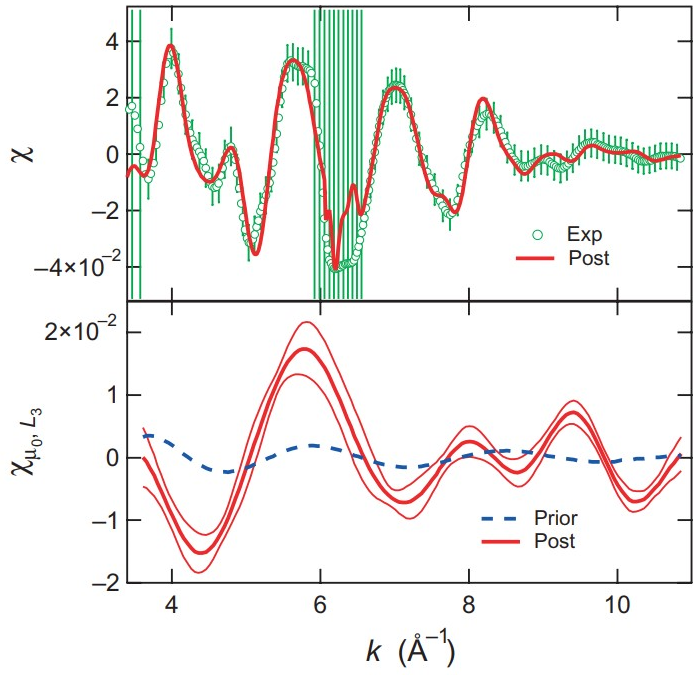 4
2
0
−2
−4×10⁻²
χ
Exp
Post
2×10⁻²
1
0
−1
−2
χμ₀, L₃
Prior
Post
4
6
8
10
k (Å⁻¹)